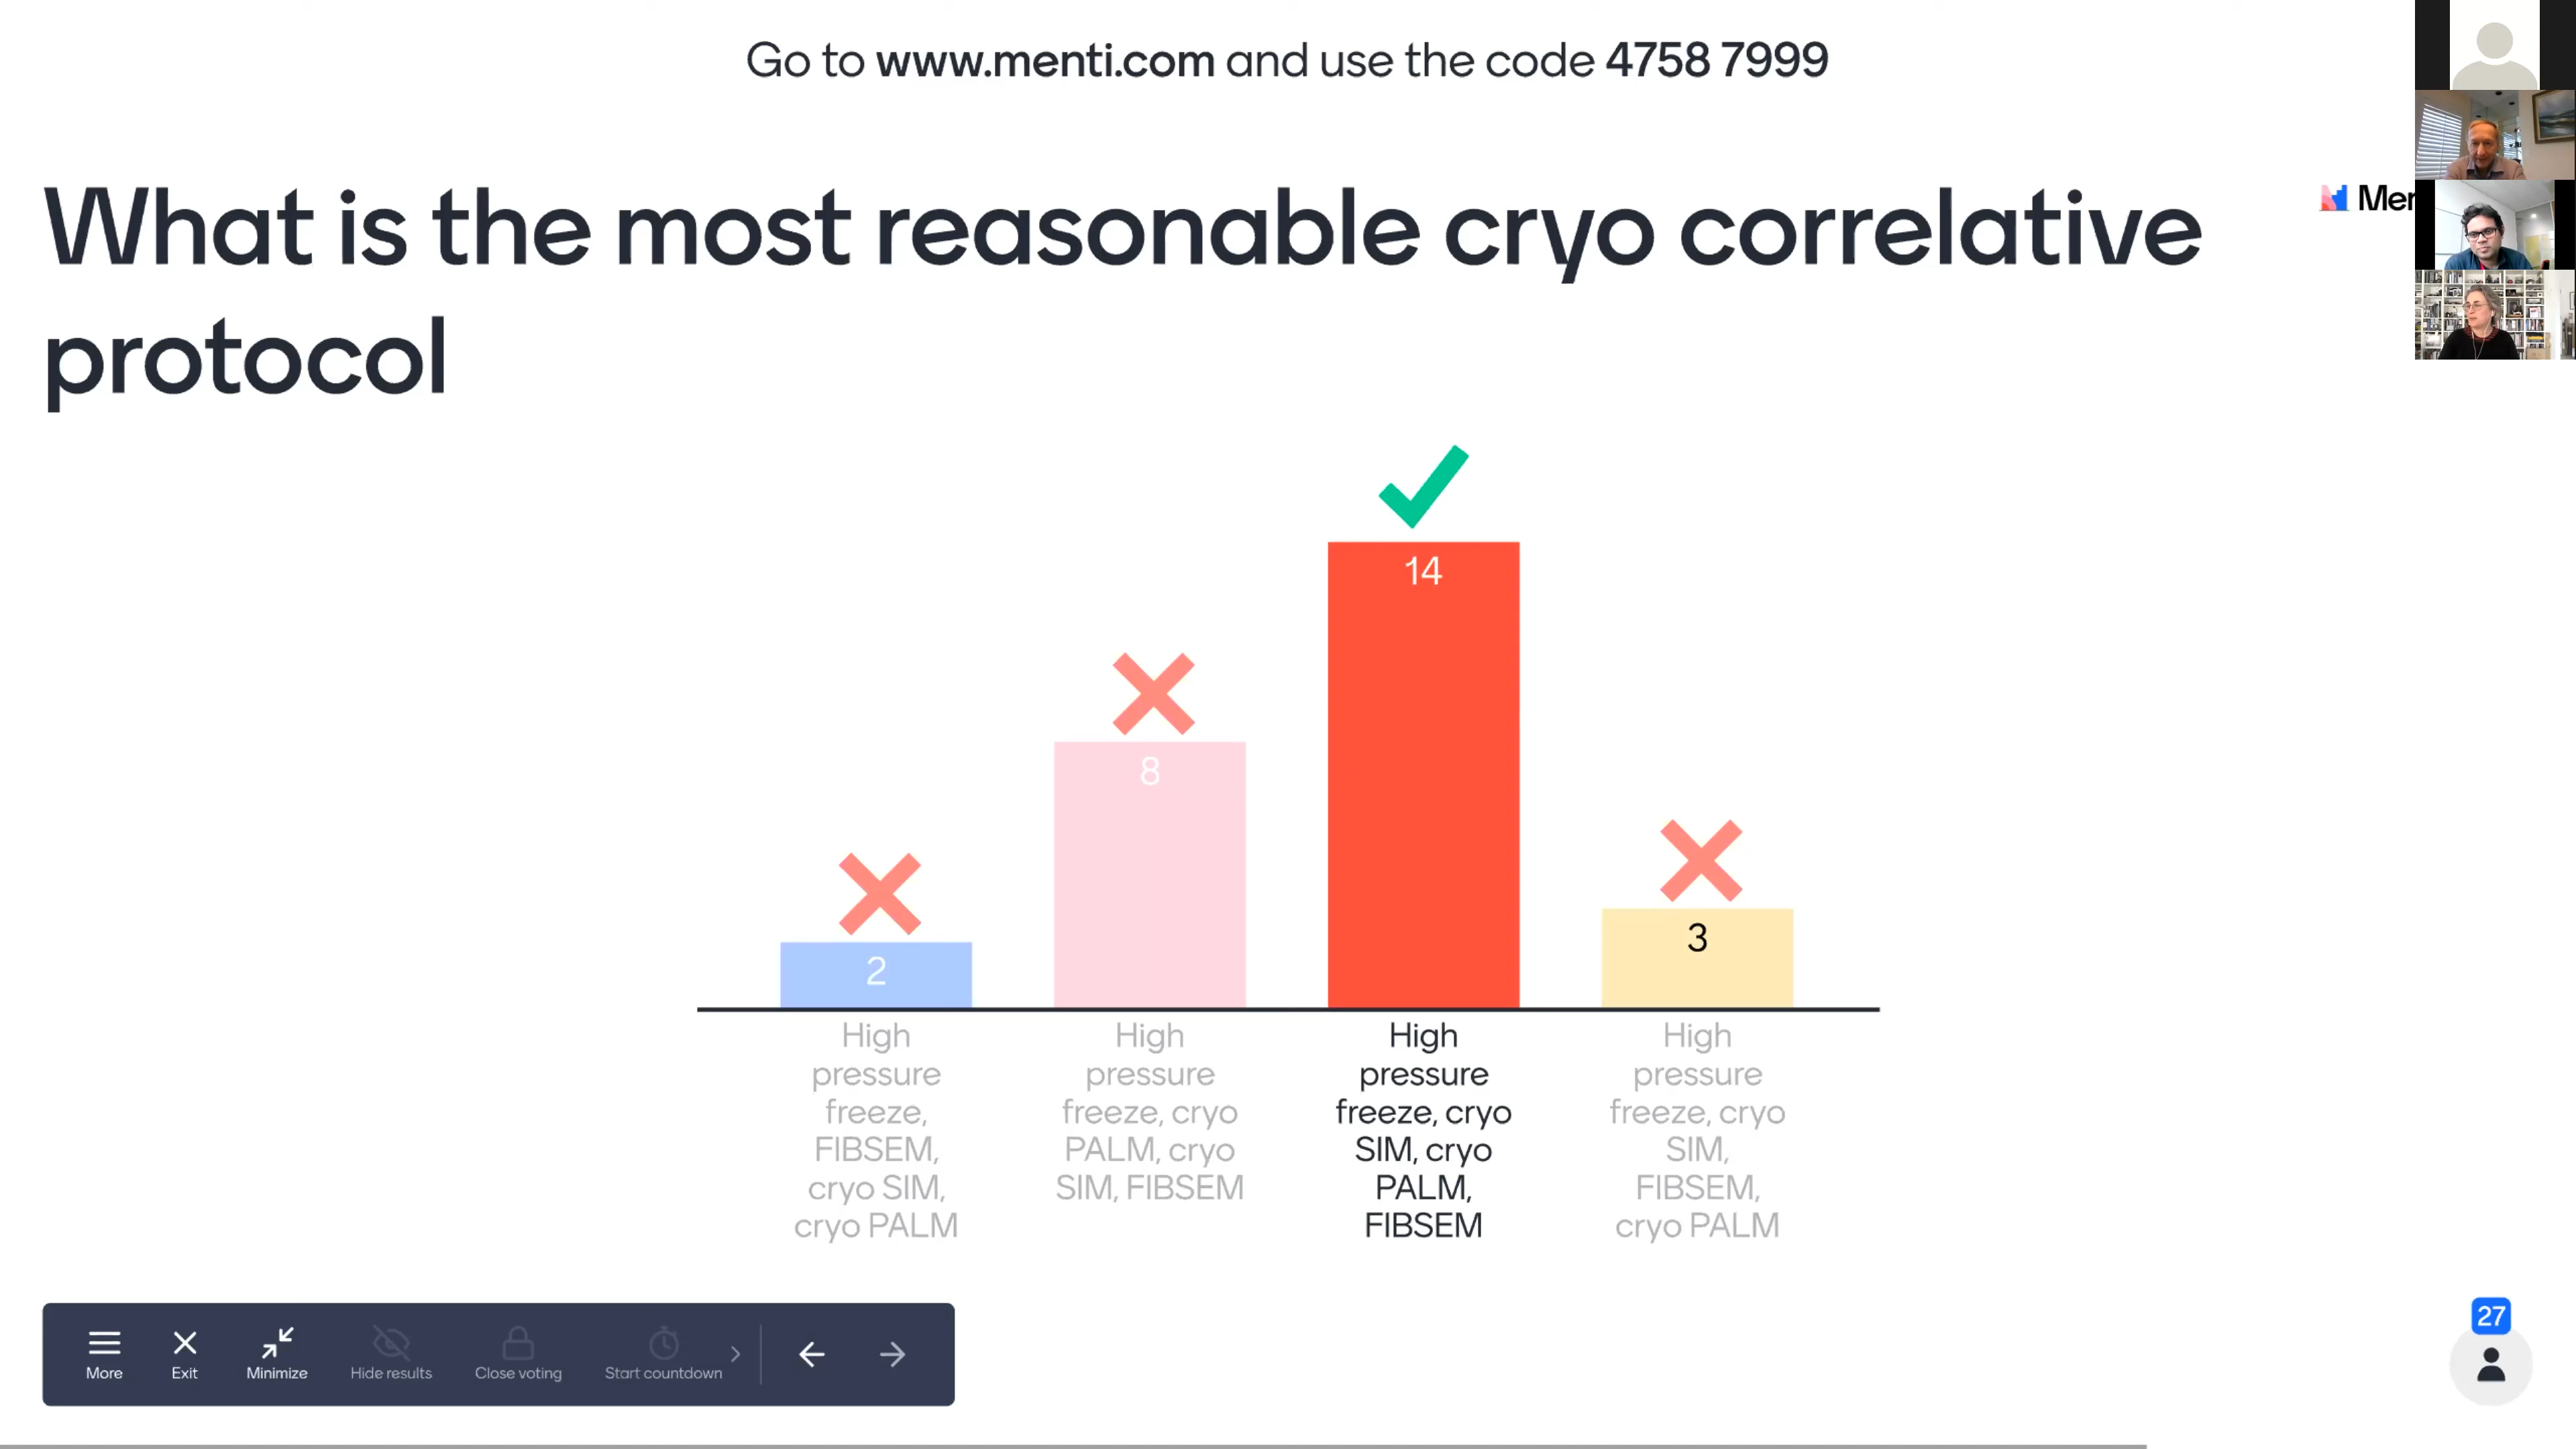 Go to www.menti.com and use the code 4758 7999
What is the most reasonable cryo correlative
protocol
14
8
2
3
High
pressure
freeze,
FIBSEM,
cryo SIM,
cryo PALM
High
pressure
freeze, cryo
PALM, cryo
SIM, FIBSEM
High
pressure
freeze, cryo
SIM, cryo
PALM,
FIBSEM
High
pressure
freeze, cryo
SIM,
FIBSEM,
cryo PALM
More
Exit
Minimize
Hide results
Close voting
Start countdown
27